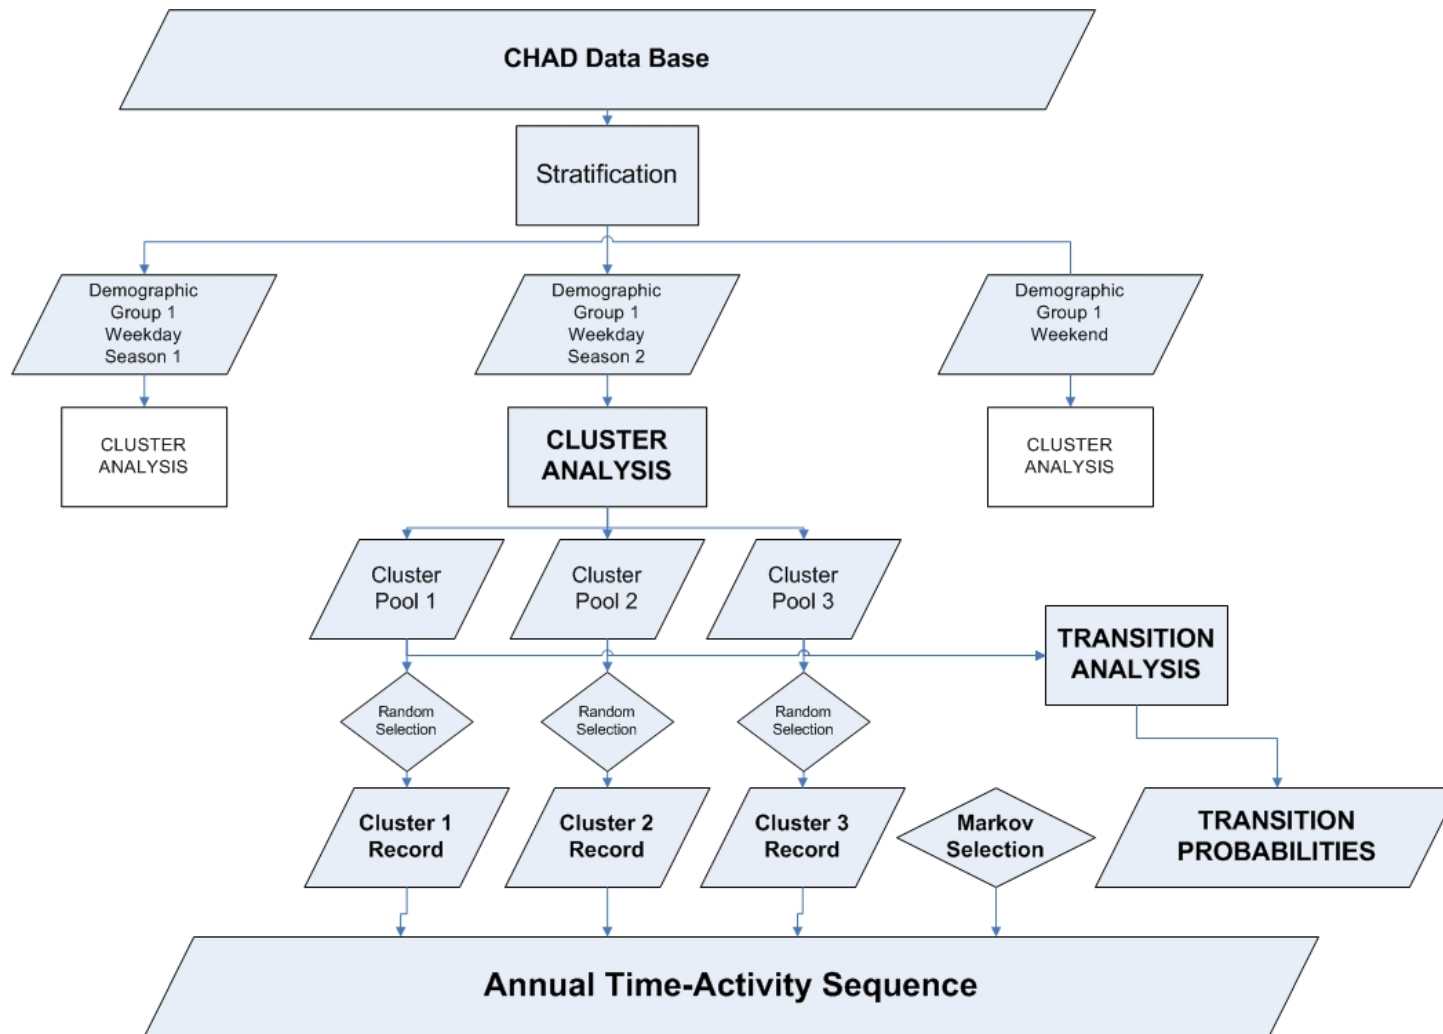 CHAD Data Base
Stratification
Demographic
Group 1
Weekday
Season 1
Demographic
Group 1
Weekday
Season 2
Demographic
Group 1
Weekend
CLUSTER
ANALYSIS
CLUSTER
ANALYSIS
CLUSTER
ANALYSIS
Cluster
Pool 1
Cluster
Pool 2
Cluster
Pool 3
TRANSITION
ANALYSIS
Random
Selection
Random
Selection
Random
Selection
Cluster 1
Record
Cluster 2
Record
Cluster 3
Record
Markov
Selection
TRANSITION
PROBABILITIES
Annual Time-Activity Sequence